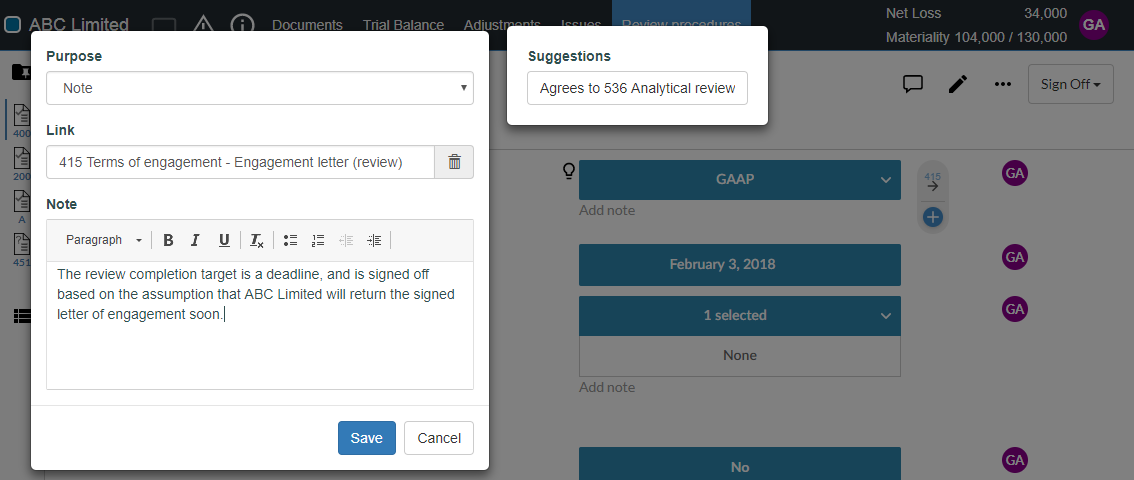 ABC Limited
Documents
Trial Balance
Adjustments
Issues
Review procedures
Net Loss 34,000
Materiality 104,000 / 130,000
GA
Purpose
Note
Link
415 Terms of engagement - Engagement letter (review)
Note
Paragraph
B I U Tx
The review completion target is a deadline, and is signed off
based on the assumption that ABC Limited will return the signed
letter of engagement soon.
Save
Cancel
Suggestions
Agrees to 536 Analytical review
Sign Off
400
200
A
451
GAAP
415
GA
Add note
February 3, 2018
GA
1 selected
GA
None
Add note
No
GA